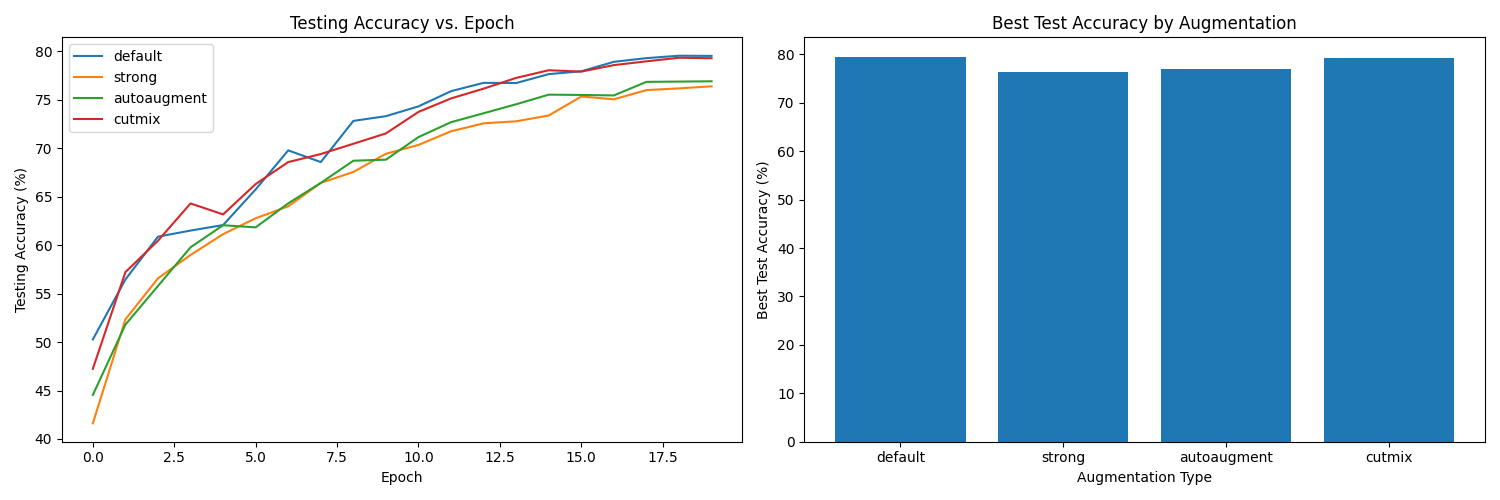 Testing Accuracy vs. Epoch
80
75
70
65
60
55
50
45
40
Testing Accuracy (%)
default
strong
autoaugment
cutmix
0.0 2.5 5.0 7.5 10.0 12.5 15.0 17.5
Epoch
Best Test Accuracy by Augmentation
80
70
60
50
40
30
20
10
0
Best Test Accuracy (%)
default strong autoaugment cutmix
Augmentation Type